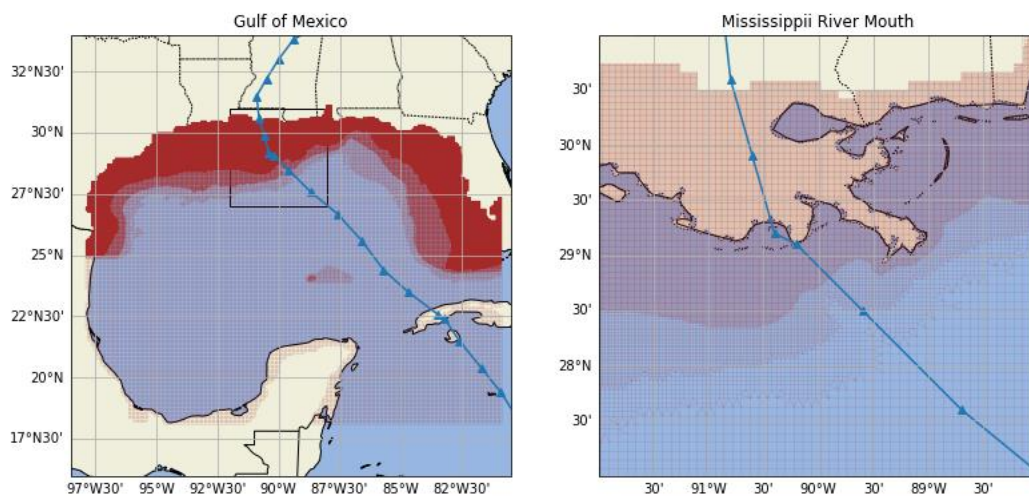 Gulf of Mexico
Mississippii River Mouth
32°N30'
30°N
27°N30'
25°N
22°N30'
20°N
17°N30'
97°W30' 95°W 92°W30' 90°W 87°W30' 85°W 82°W30'
30'
30°N
30'
29°N
30'
28°N
30'
30' 91°W 30' 90°W 30' 89°W 30'